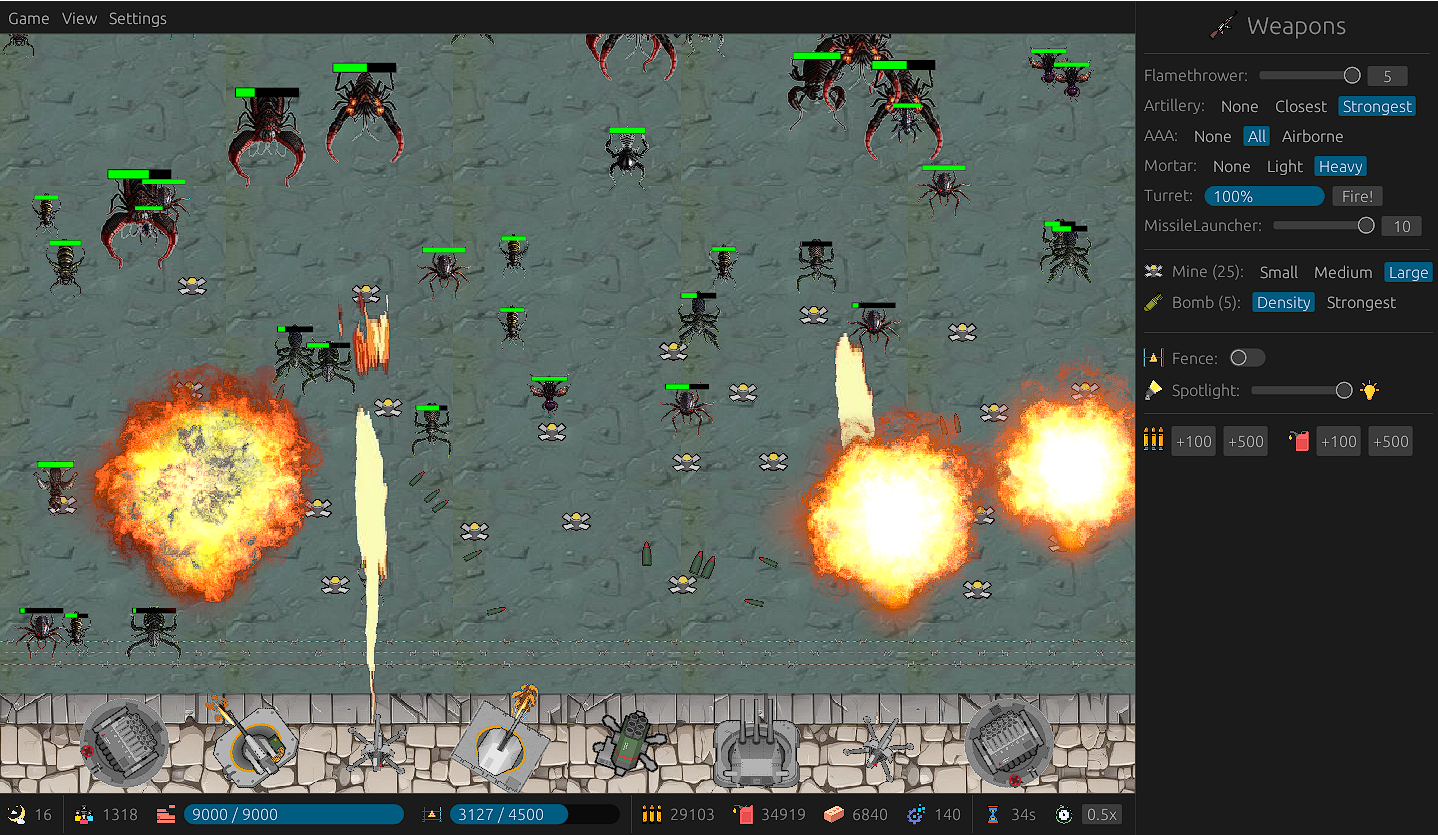 Game View Settings
Weapons
Flamethrower: 5
Artillery: None Closest Strongest
AAA: None All Airborne
Mortar: None Light Heavy
Turret: 100% Fire!
MissileLauncher: 10
Mine (25): Small Medium Large
Bomb (5): Density Strongest
Fence:
Spotlight:
+100 +500 +100 +500
16 1318 9000 / 9000 3127 / 4500 29103 34919 6840 140 34s 0.5x